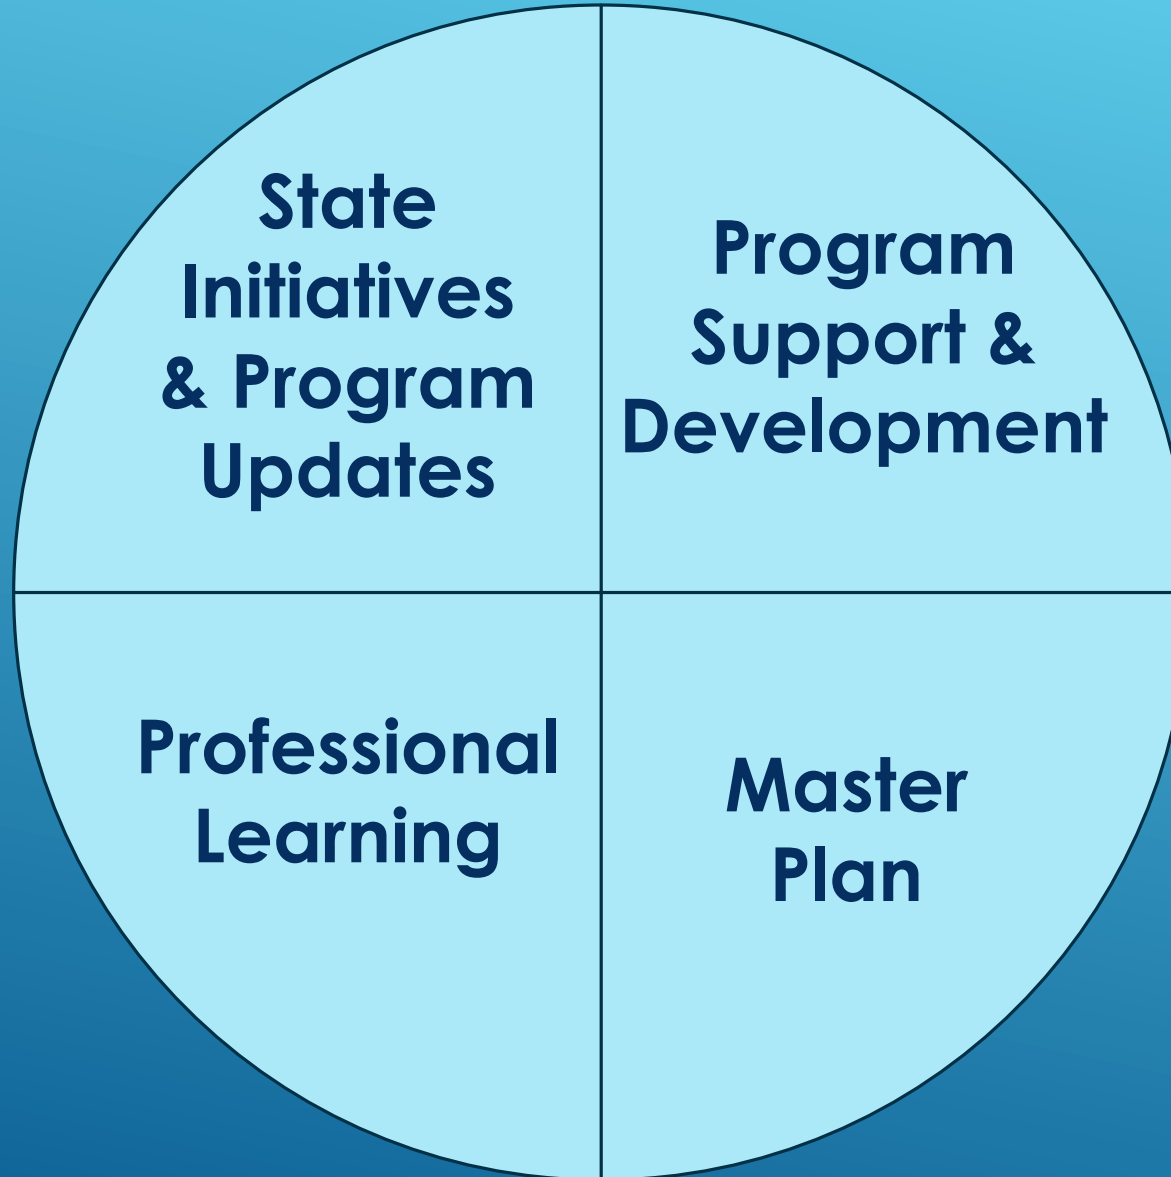 State
Initiatives
& Program
Updates
Program
Support &
Development
Professional
Learning
Master
Plan